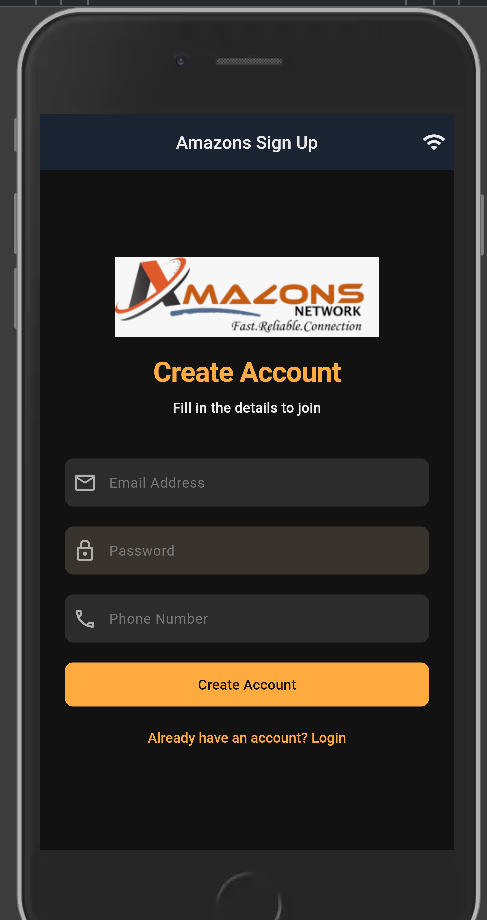 Amazons Sign Up
AMAZONS
NETWORK
Fast.Reliable.Connection
Create Account
Fill in the details to join
Email Address
Password
Phone Number
Create Account
Already have an account? Login